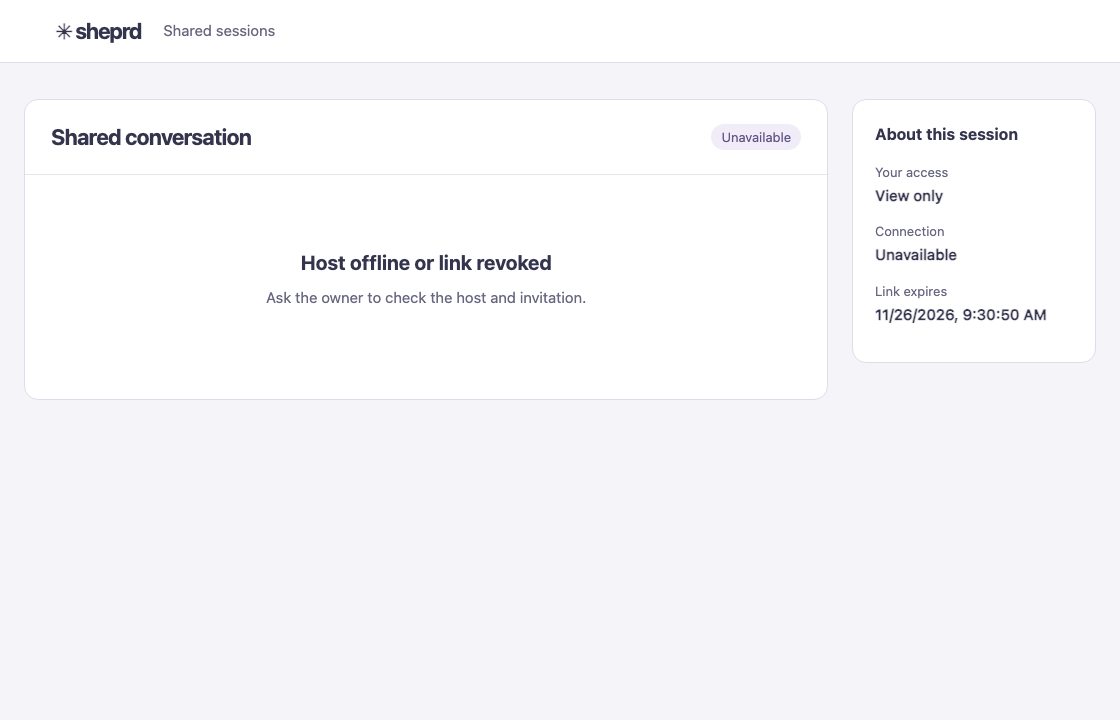 sheprd
Shared sessions
Shared conversation
Unavailable
Host offline or link revoked
Ask the owner to check the host and invitation.
About this session
Your access
View only
Connection
Unavailable
Link expires
11/26/2026, 9:30:50 AM